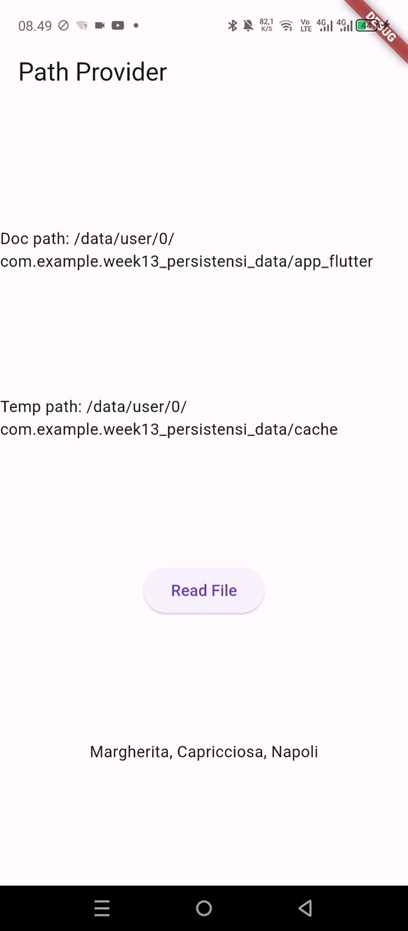 08.49
82,1 K/S Vo LTE 4G 4G
DEBUG
Path Provider
Doc path: /data/user/0/
com.example.week13_persistensi_data/app_flutter
Temp path: /data/user/0/
com.example.week13_persistensi_data/cache
Read File
Margherita, Capricciosa, Napoli